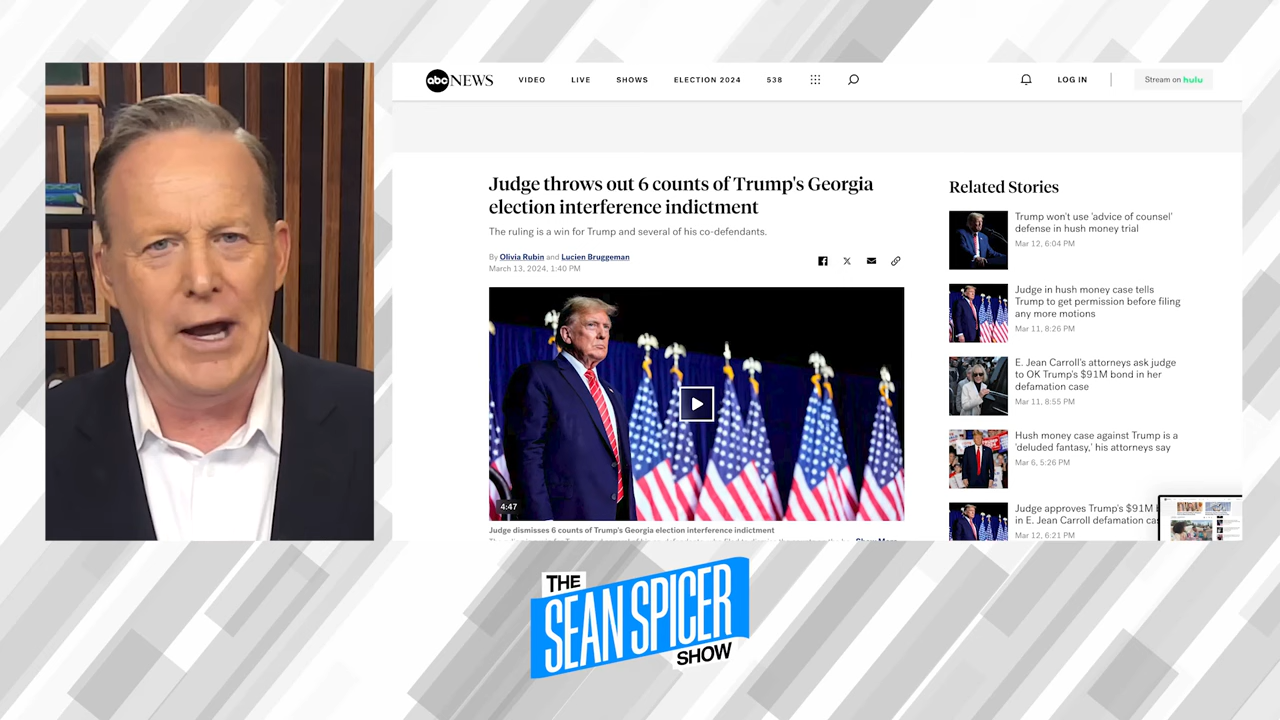 abc NEWS VIDEO LIVE SHOWS ELECTION 2024 538 LOG IN Stream on hulu
Judge throws out 6 counts of Trump's Georgia
election interference indictment
The ruling is a win for Trump and several of his co-defendants.
By Olivia Rubin and Lucien Bruggeman
March 13, 2024, 1:40 PM
4:47
Judge dismisses 6 counts of Trump's Georgia election interference indictment
Show More
Related Stories
Trump won't use 'advice of counsel'
defense in hush money trial
Mar 12, 6:04 PM
Judge in hush money case tells
Trump to get permission before filing
any more motions
Mar 11, 8:26 PM
E. Jean Carroll's attorneys ask judge
to OK Trump's $91M bond in her
defamation case
Mar 11, 8:55 PM
Hush money case against Trump is a
'deluded fantasy,' his attorneys say
Mar 6, 5:26 PM
Judge approves Trump's $91M
in E. Jean Carroll defamation cas
Mar 12, 6:21 PM
THE
SEAN SPICER
SHOW